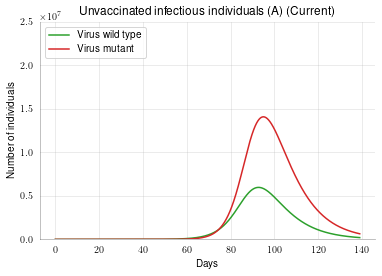 Unvaccinated infectious individuals (A) (Current)
×10⁷
2.5
2.0
1.5
1.0
0.5
0.0
Number of individuals
Virus wild type
Virus mutant
0 20 40 60 80 100 120 140
Days